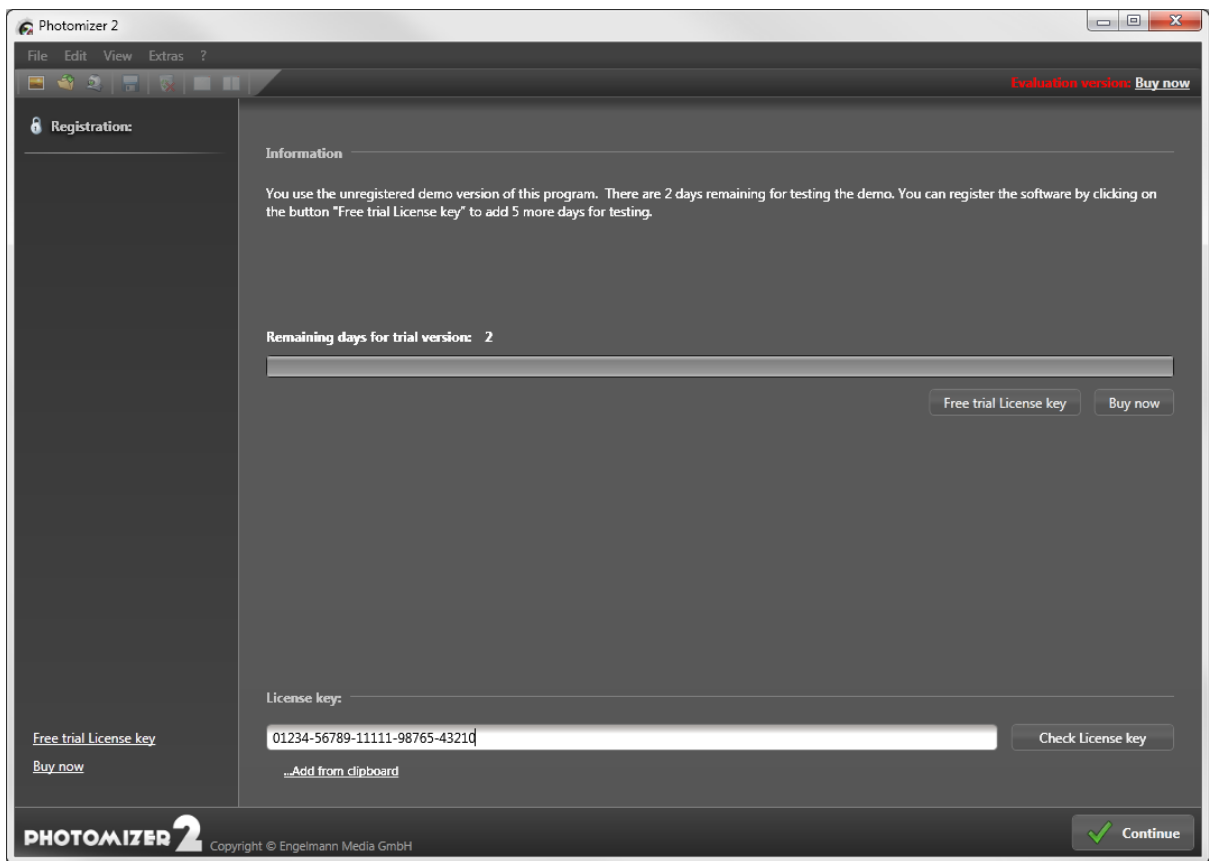 Photomizer 2
File Edit View Extras ?
Evaluation version: Buy now
Registration:
Information
You use the unregistered demo version of this program. There are 2 days remaining for testing the demo. You can register the software by clicking on
the button "Free trial License key" to add 5 more days for testing.
Remaining days for trial version: 2
Free trial License key Buy now
License key:
01234-56789-11111-98765-43210 Check License key
...Add from clipboard
Free trial License key
Buy now
PHOTOMIZER 2 Copyright © Engelmann Media GmbH
Continue